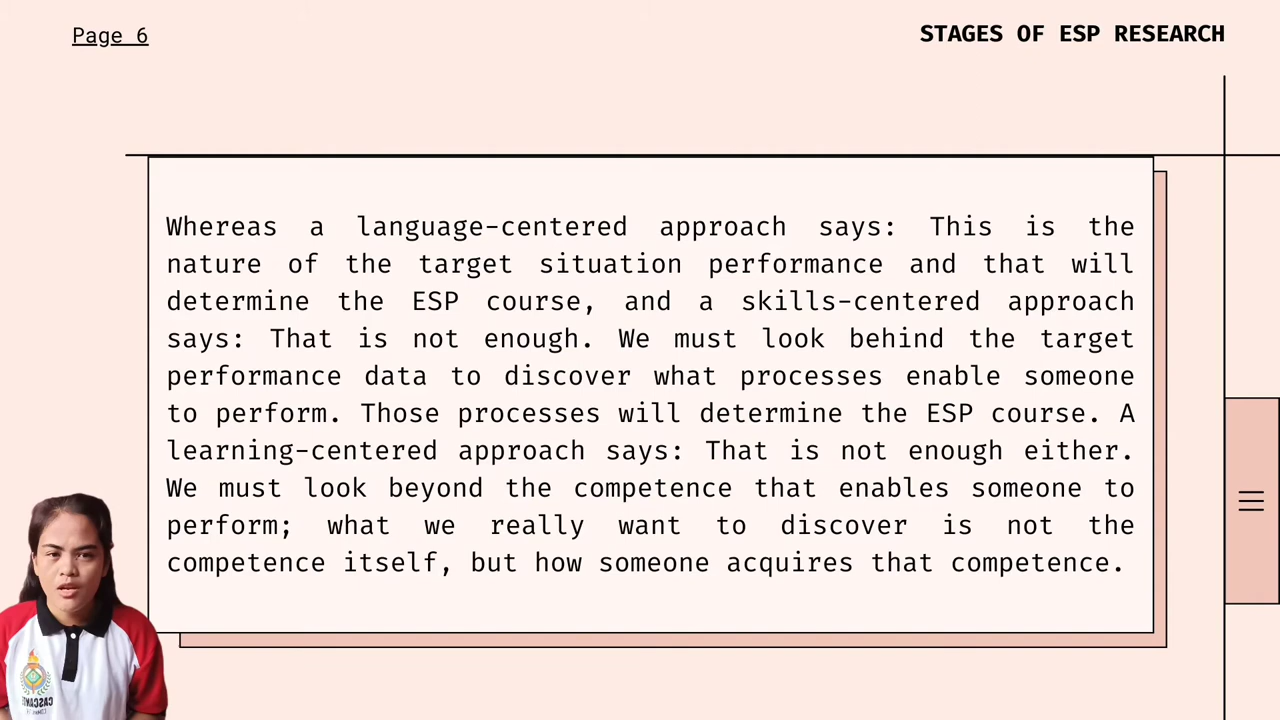 Page 6
STAGES OF ESP RESEARCH
Whereas a language-centered approach says: This is the
nature of the target situation performance and that will
determine the ESP course, and a skills-centered approach
says: That is not enough. We must look behind the target
performance data to discover what processes enable someone
to perform. Those processes will determine the ESP course. A
learning-centered approach says: That is not enough either.
We must look beyond the competence that enables someone to
perform; what we really want to discover is not the
competence itself, but how someone acquires that competence.